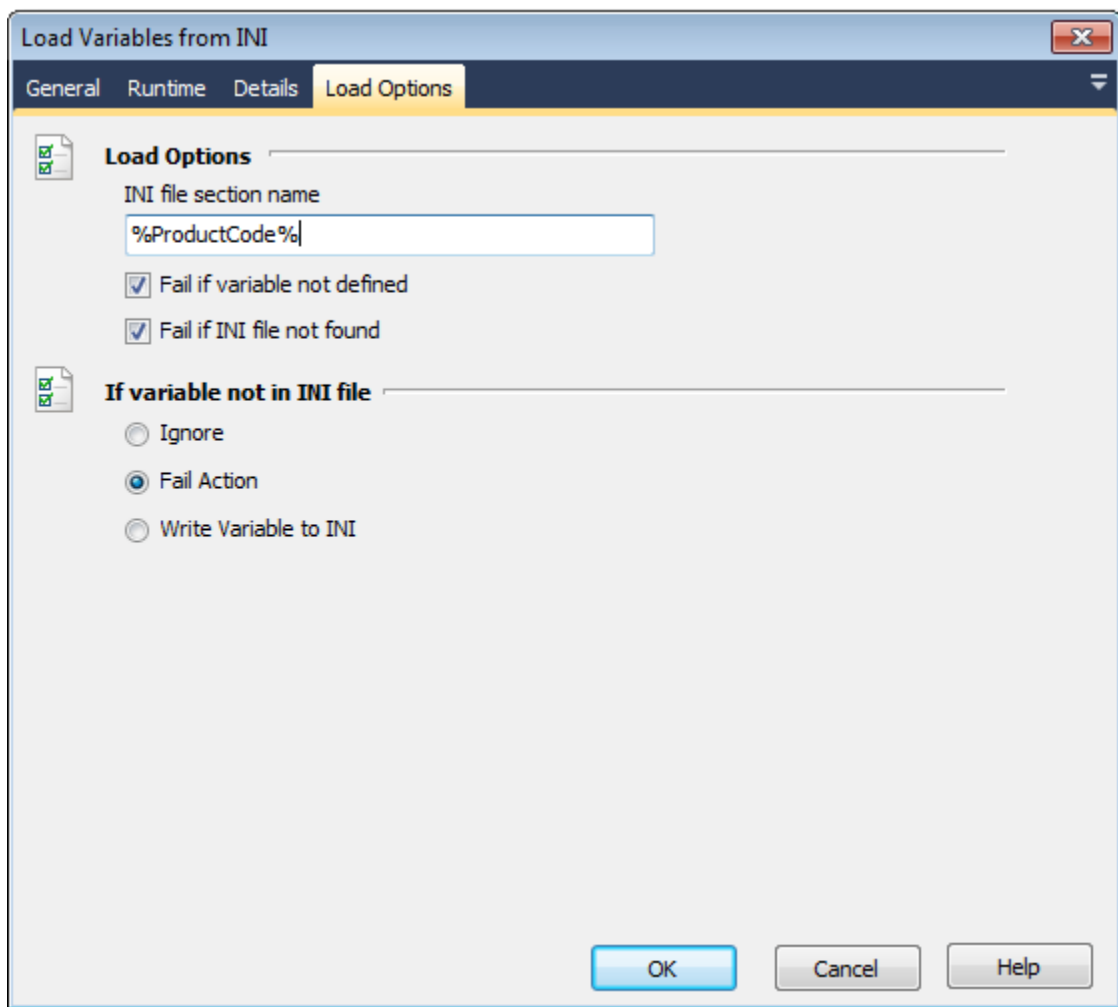 Load Variables from INI
General Runtime Details Load Options
Load Options
INI file section name
%ProductCode%
Fail if variable not defined
Fail if INI file not found
If variable not in INI file
Ignore
Fail Action
Write Variable to INI
OK Cancel Help